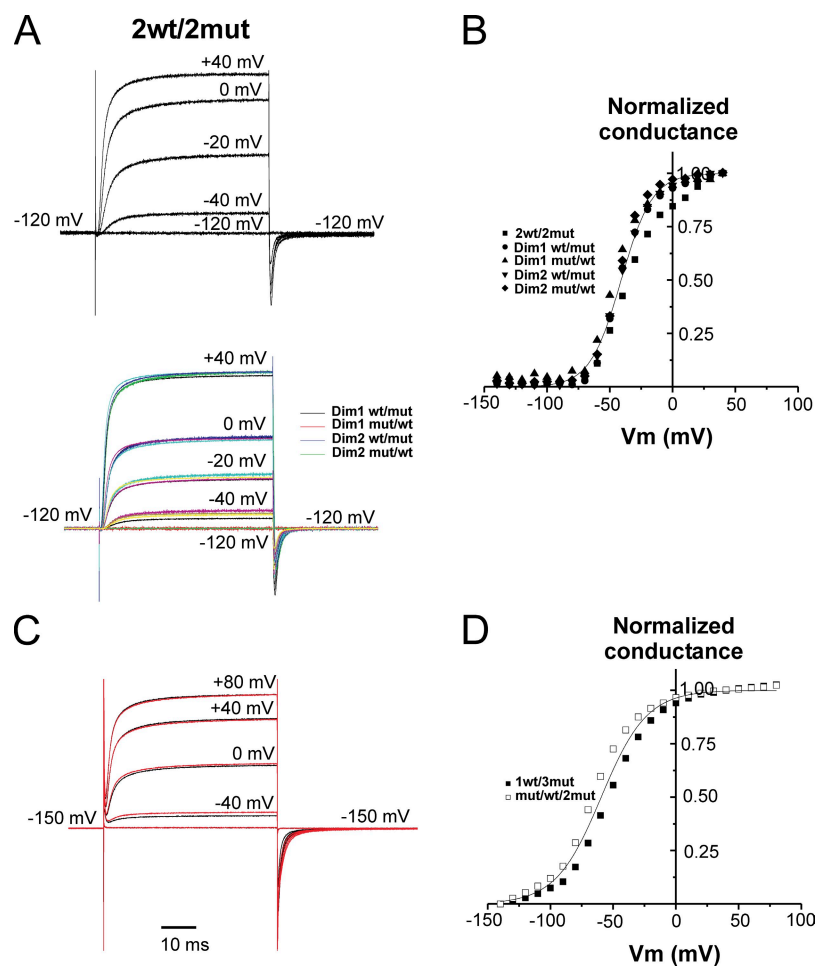 A
2wt/2mut
+40 mV
0 mV
-20 mV
-40 mV
-120 mV
-120 mV
-120 mV
+40 mV
0 mV
-20 mV
-40 mV
-120 mV
-120 mV
-120 mV
Dim1 wt/mut
Dim1 mut/wt
Dim2 wt/mut
Dim2 mut/wt
B
Normalized
conductance
1.00
0.75
0.50
0.25
2wt/2mut
Dim1 wt/mut
Dim1 mut/wt
Dim2 wt/mut
Dim2 mut/wt
-150 -100 -50 0 50 100
Vm (mV)
C
+80 mV
+40 mV
0 mV
-40 mV
-150 mV
-150 mV
10 ms
D
Normalized
conductance
1.00
0.75
0.50
0.25
1wt/3mut
mut/wt/2mut
-150 -100 -50 0 50 100
Vm (mV)